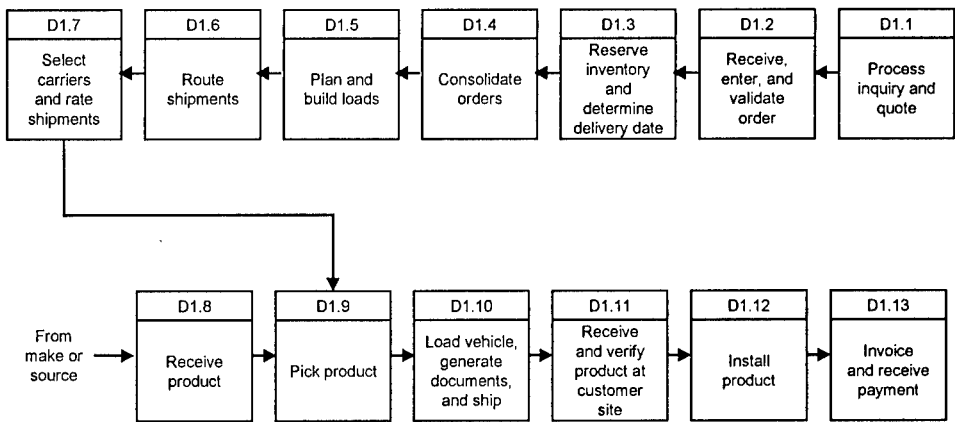 D1.7
Select
carriers
and rate
shipments
D1.6
Route
shipments
D1.5
Plan and
build loads
D1.4
Consolidate
orders
D1.3
Reserve
inventory
and
determine
delivery date
D1.2
Receive,
enter, and
validate
order
D1.1
Process
inquiry and
quote
From
make or
source
D1.8
Receive
product
D1.9
Pick product
D1.10
Load vehicle,
generate
documents,
and ship
D1.11
Receive
and verify
product at
customer
site
D1.12
Install
product
D1.13
Invoice
and receive
payment